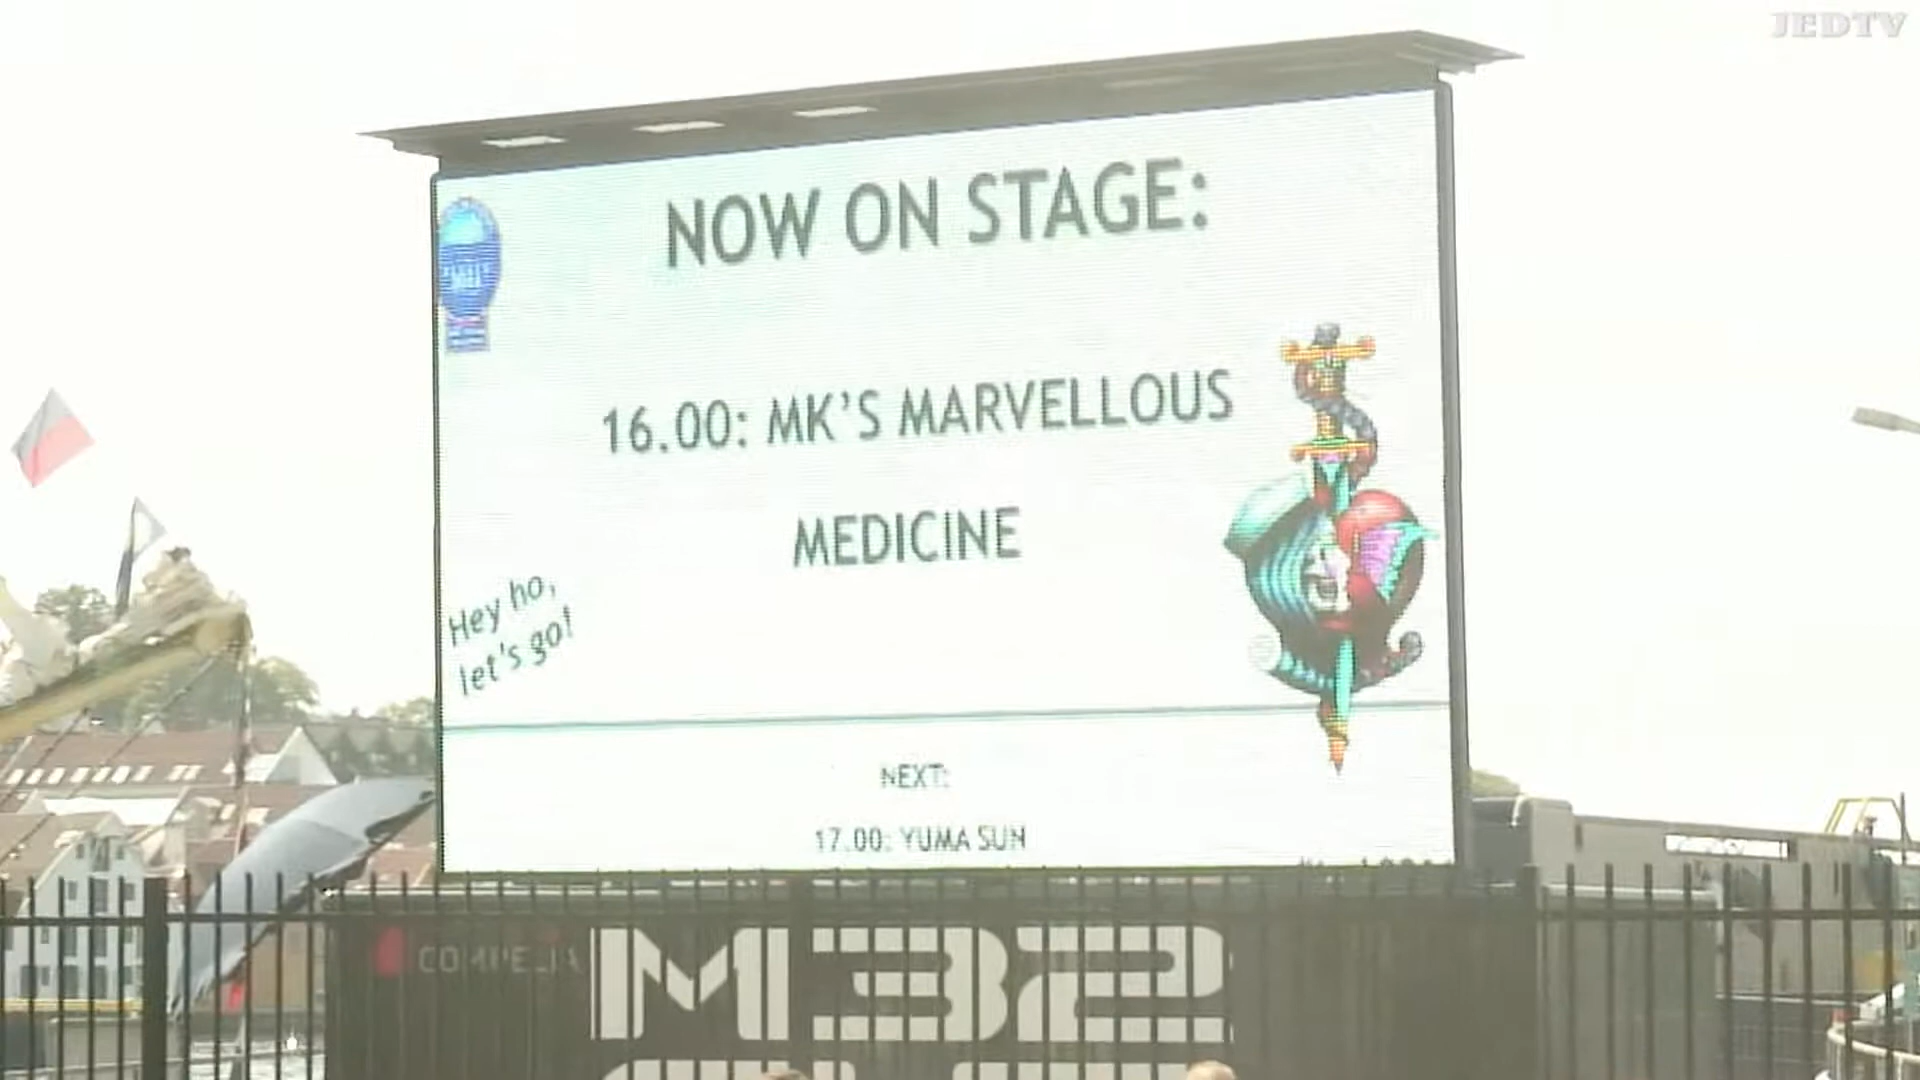 JEDTV
NOW ON STAGE:
16.00: MK'S MARVELLOUS
MEDICINE
Hey ho,
let's go!
NEXT:
17.00: YUMA SUN
M32